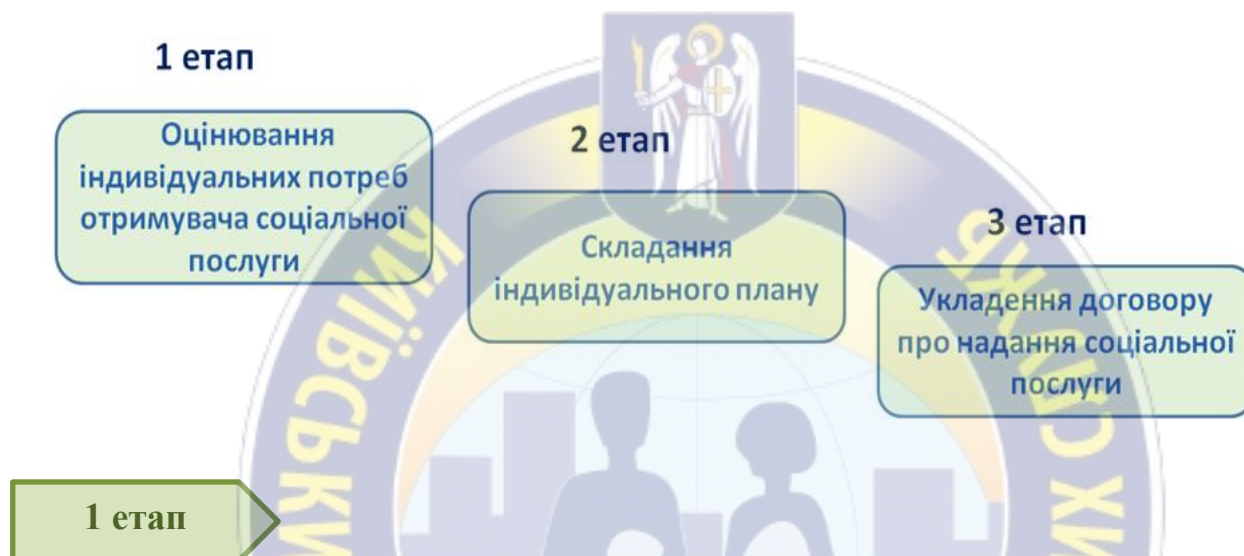 1 етап
Оцінювання
індивідуальних потреб
отримувача соціальної
послуги
2 етап
Складання
індивідуального плану
3 етап
Укладення договору
про надання соціальної
послуги
1 етап